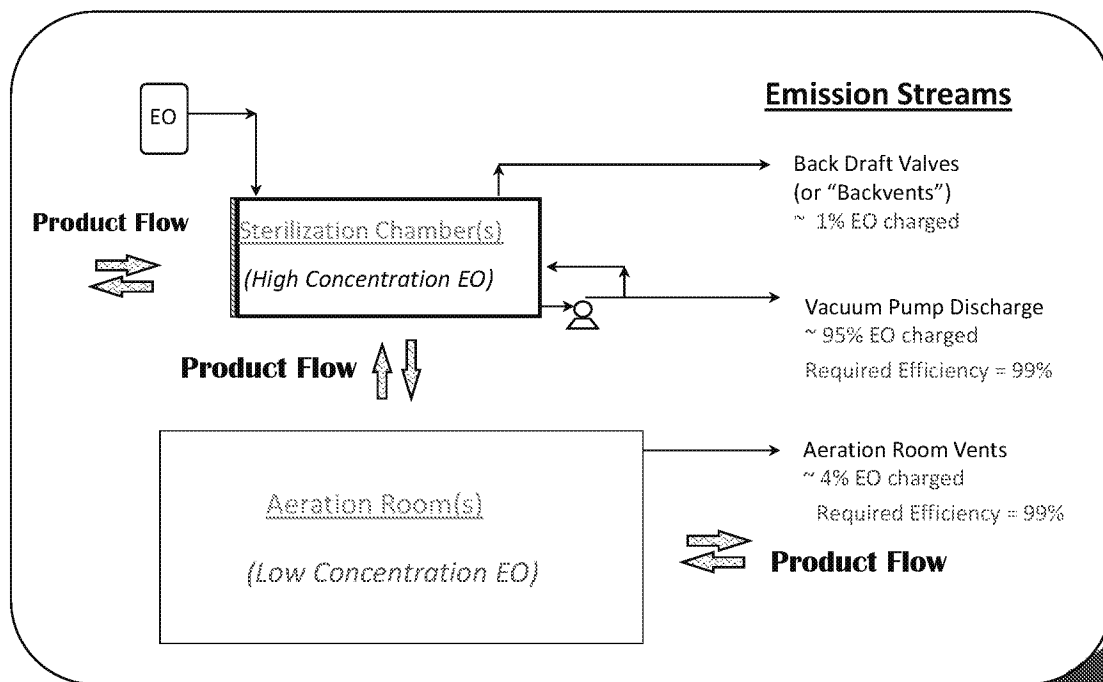 Emission Streams
EO
Back Draft Valves
(or “Backvents”)
~ 1% EO charged
Product Flow
Sterilization Chamber(s)
(High Concentration EO)
Vacuum Pump Discharge
~ 95% EO charged
Required Efficiency = 99%
Product Flow
Aeration Room Vents
~ 4% EO charged
Required Efficiency = 99%
Aeration Room(s)
(Low Concentration EO)
Product Flow